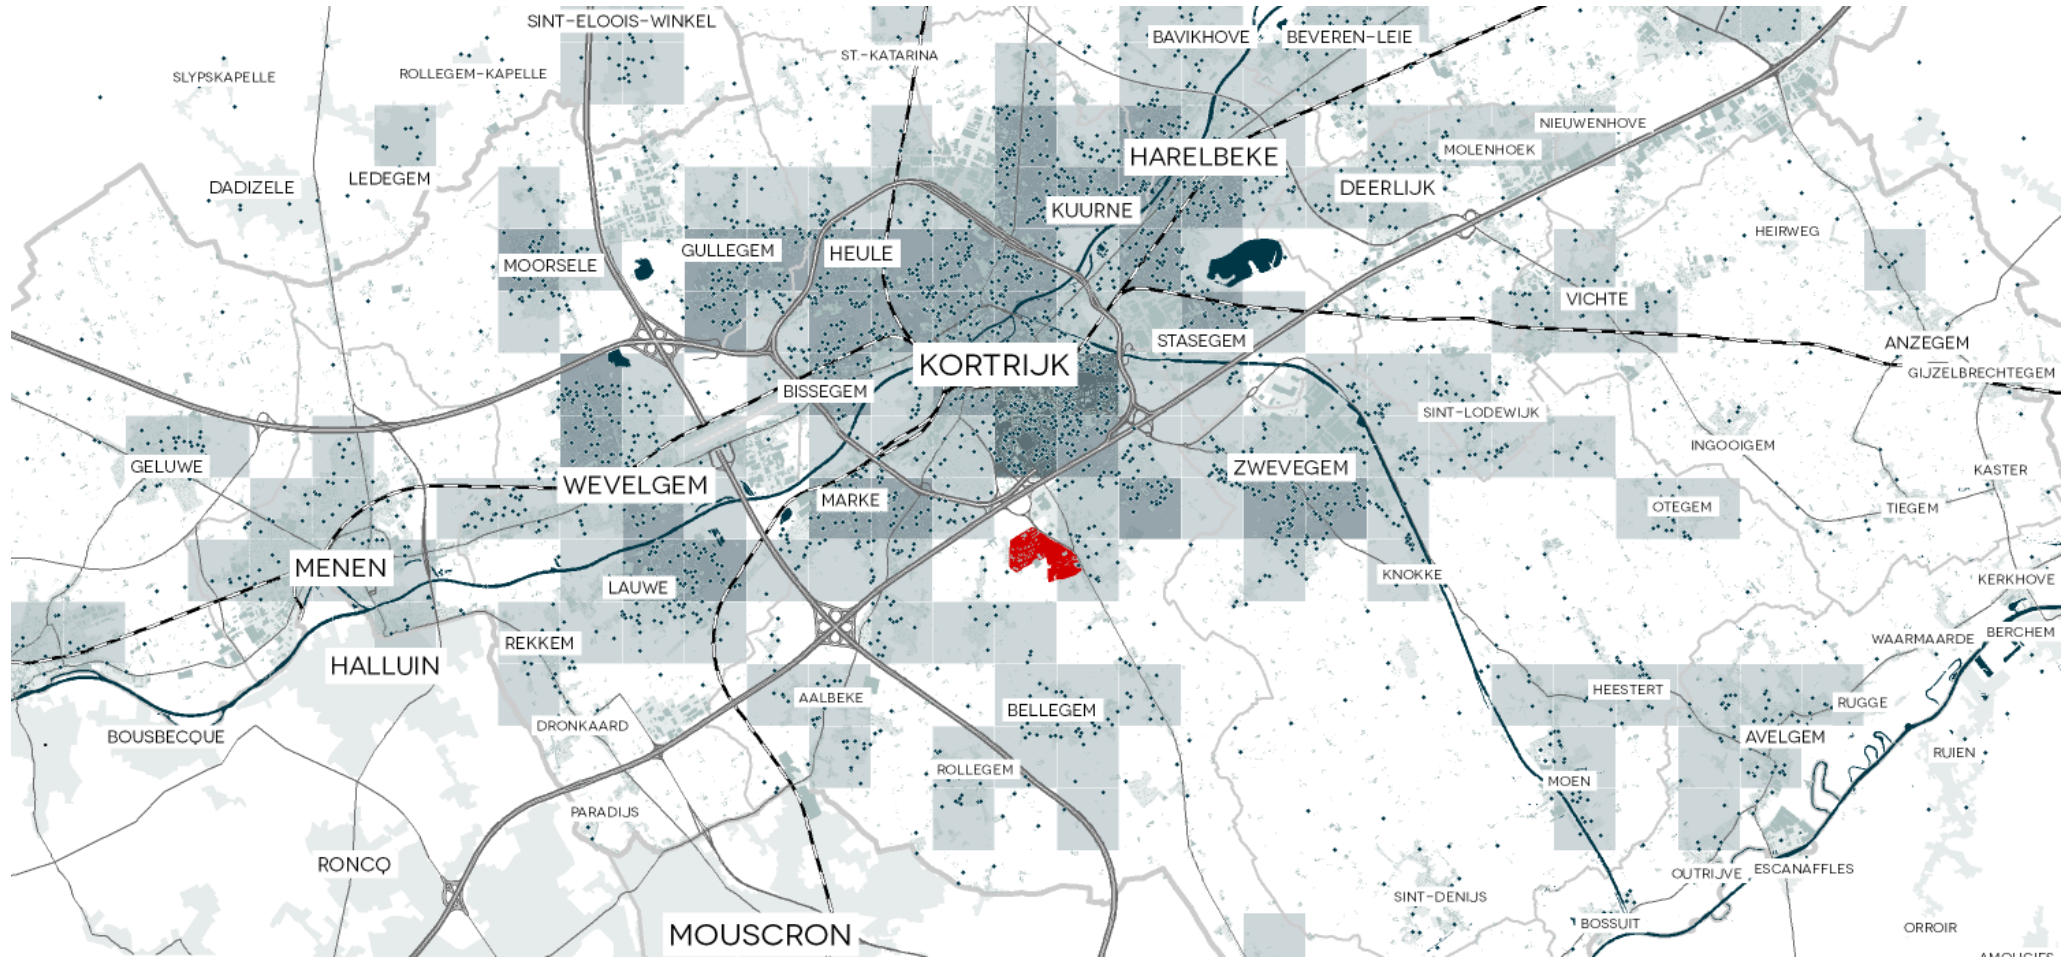 SINT-ELOOIS-WINKEL
BAVIKHOVE
BEVEREN-LEIE
ST.-KATARINA
SLYPSKAPELLE
ROLLEGEM-KAPELLE
NIEUWENHOVE
MOLENHOEK
HARELBEKE
LEDEGEM
DADIZELE
DEERLIJK
KUURNE
HEIRWEG
GULLEGEM
HEULE
MOORSELE
VICHTE
STASEGEM
ANZEGEM
KORTRIJK
GIJZELBRECHTEGEM
BISSEGEM
SINT-LODEWIJK
INGOOIGEM
GELUWE
ZWEVEGEM
KASTER
WEVELGEM
MARKE
OTEGEM
TIEGEM
MENEN
KNOKKE
KERKHOVE
LAUWE
BERCHEM
WAARMAARDE
REKKEM
HALLUIN
HEESTERT
AALBEKE
RUGGE
BELLEGEM
DRONKAARD
BOUSBECQUE
AVELGEM
RUIEN
ROLLEGEM
MOEN
PARADIJS
RONCQ
ESCANAFFLES
OUTRIJVE
SINT-DENIJS
BOSSUIT
ORROIR
MOUSCRON
AMOUGIES